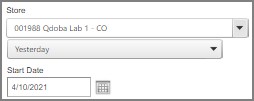 Store
001988 Qdoba Lab 1 - CO
Yesterday
Start Date
4/10/2021